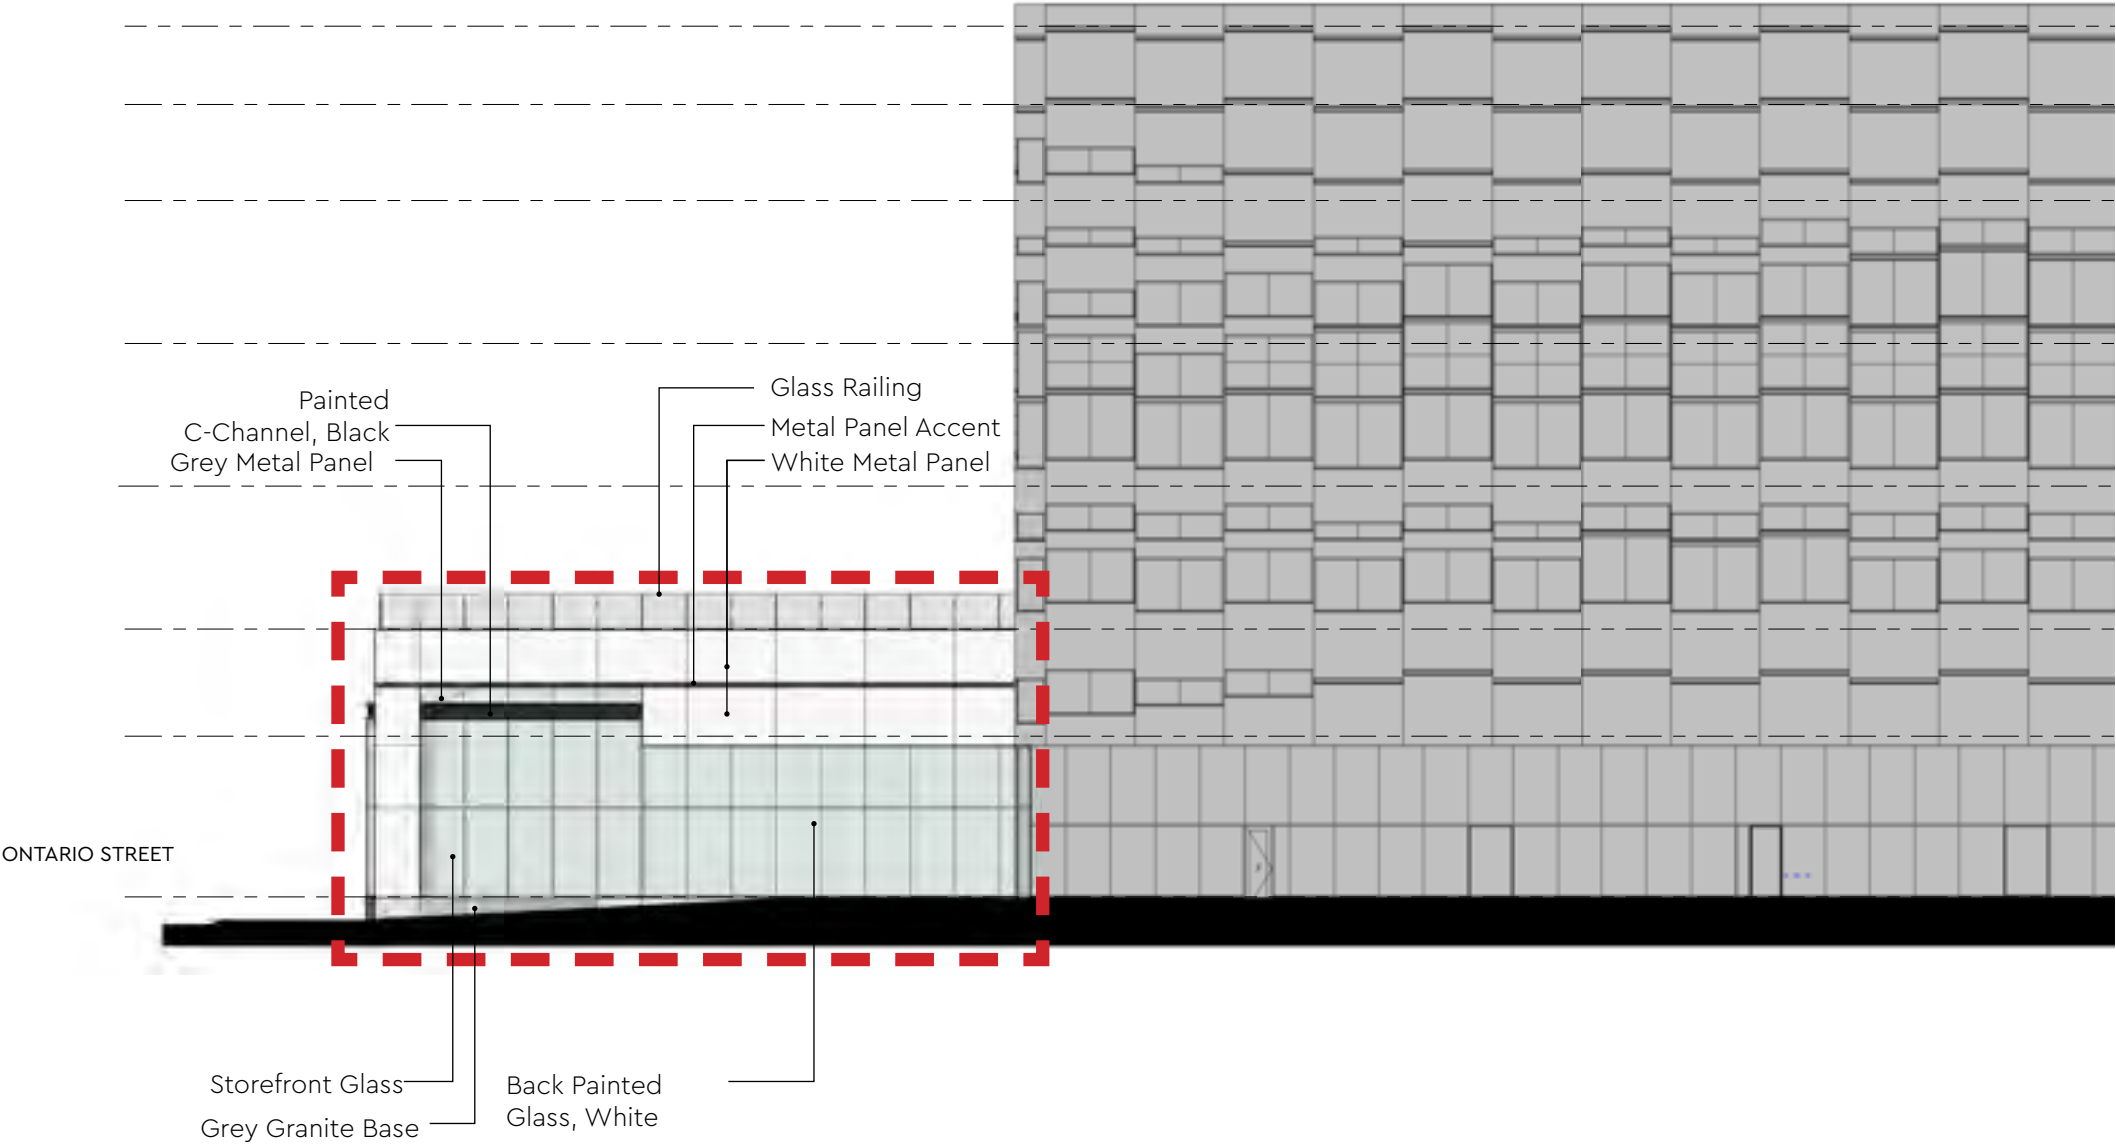 Painted
C-Channel, Black
Grey Metal Panel
Glass Railing
Metal Panel Accent
White Metal Panel
ONTARIO STREET
Storefront Glass
Grey Granite Base
Back Painted
Glass, White